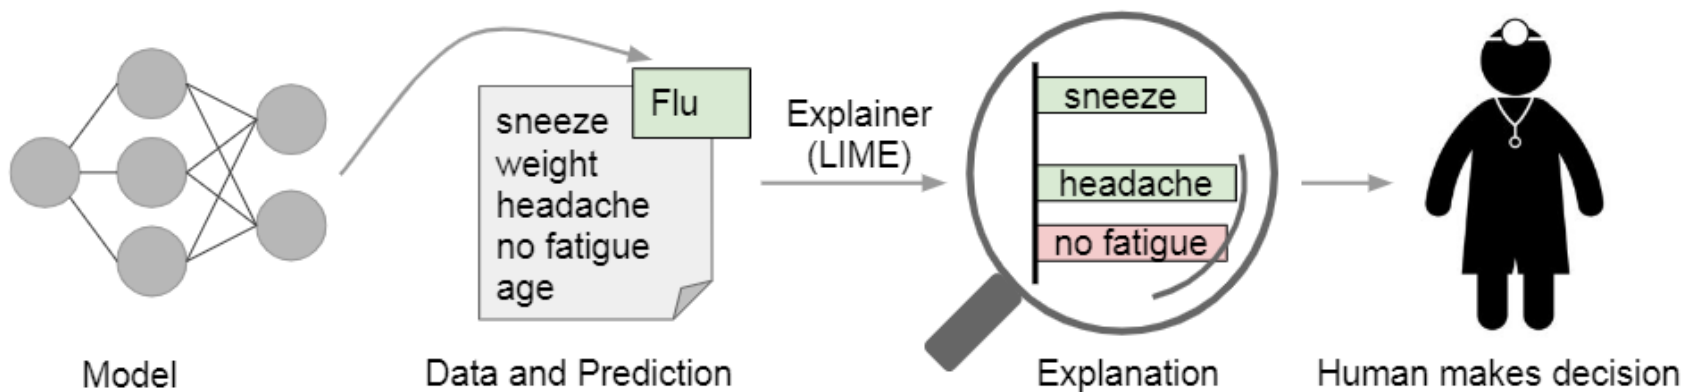 Flu
sneeze
weight
headache
no fatigue
age
Explainer
(LIME)
sneeze
headache
no fatigue
Model
Data and Prediction
Explanation
Human makes decision